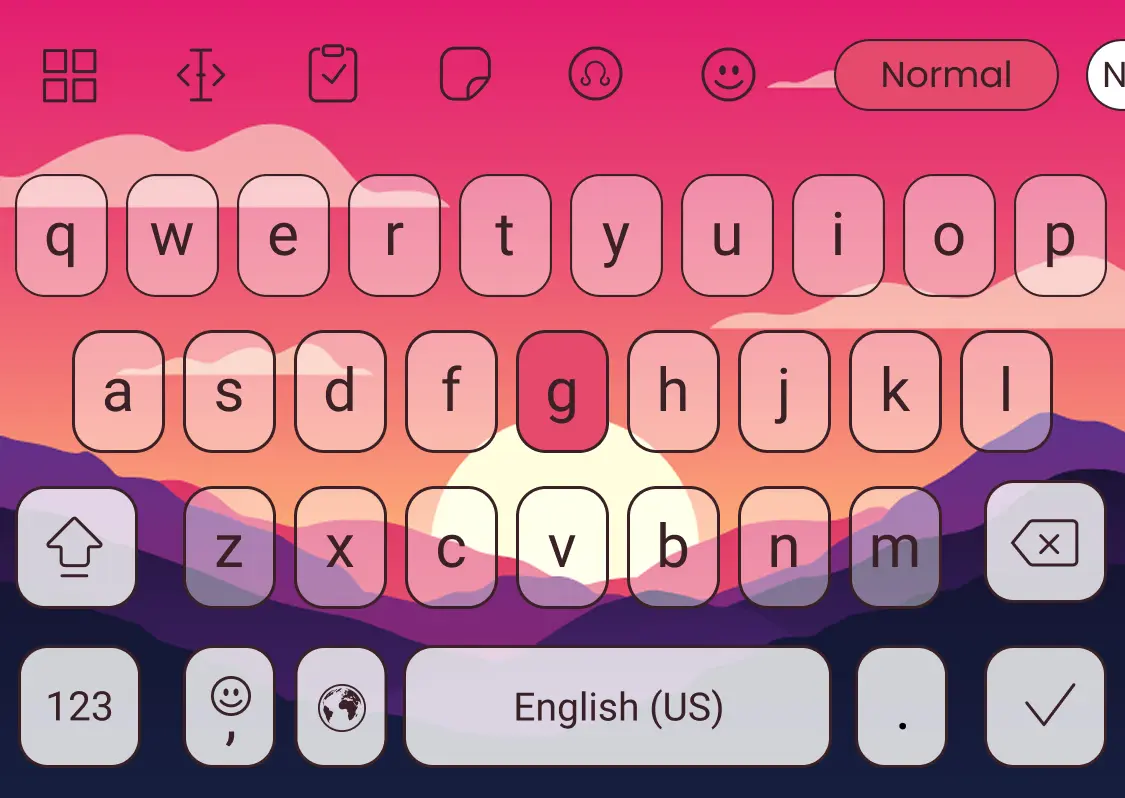 Normal N
q w e r t y u i o p
a s d f g h j k l
z x c v b n m
123 , English (US) .